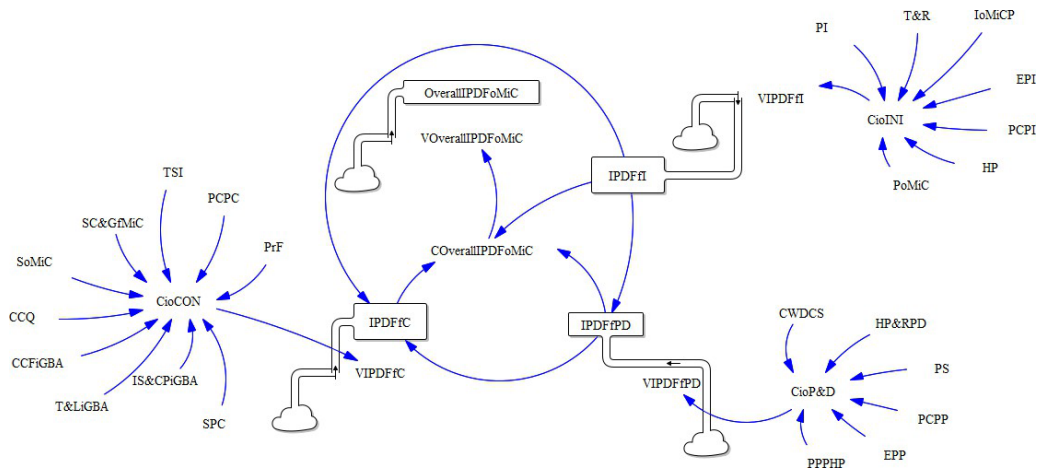 PI
T&R
IoMiCP
OverallIPDFoMiC
VIPDFfI
EPI
CioINI
VOverallIPDFoMiC
PCPI
TSI
IPDFfI
HP
PCPC
PoMiC
SC&GfMiC
PrF
COverallIPDFoMiC
SoMiC
CioCON
CCQ
IPDFfC
IPDFfPD
CWDCS
HP&RPD
CCFiGBA
VIPDFfC
PS
IS&CPiGBA
VIPDFfPD
CioP&D
T&LiGBA
PCPP
SPC
EPP
PPPHP